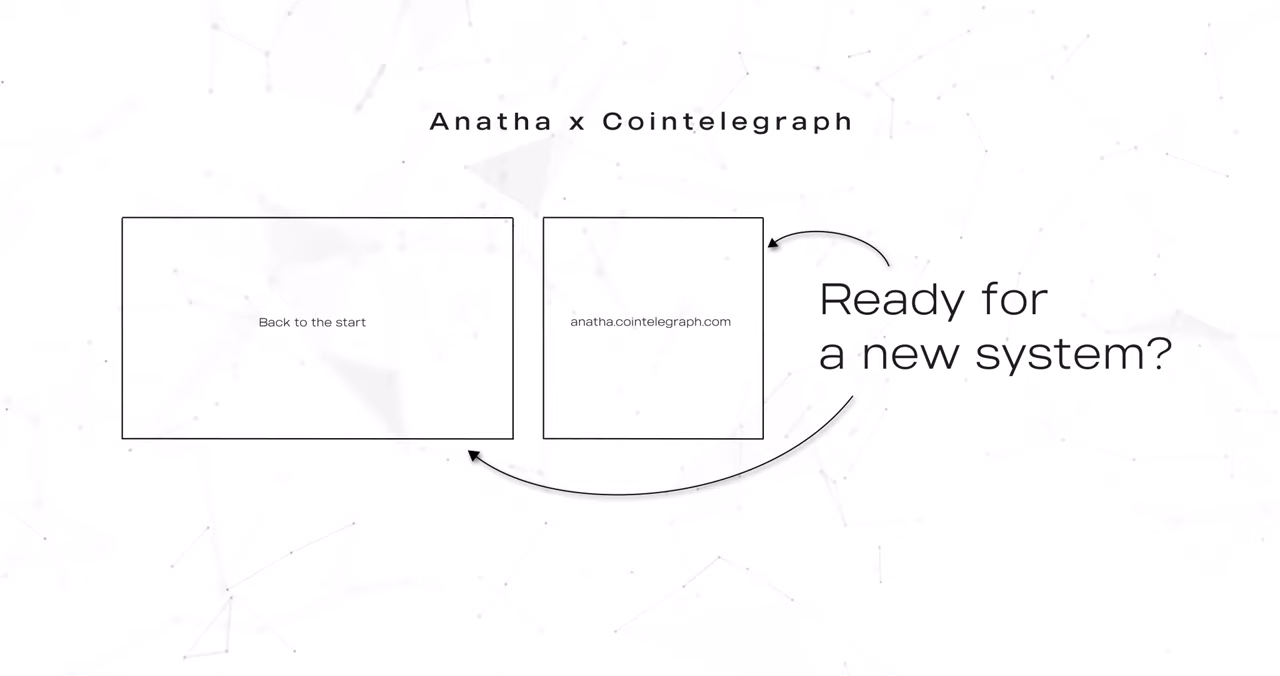 Anatha x Cointelegraph
Back to the start
anatha.cointelegraph.com
Ready for
a new system?